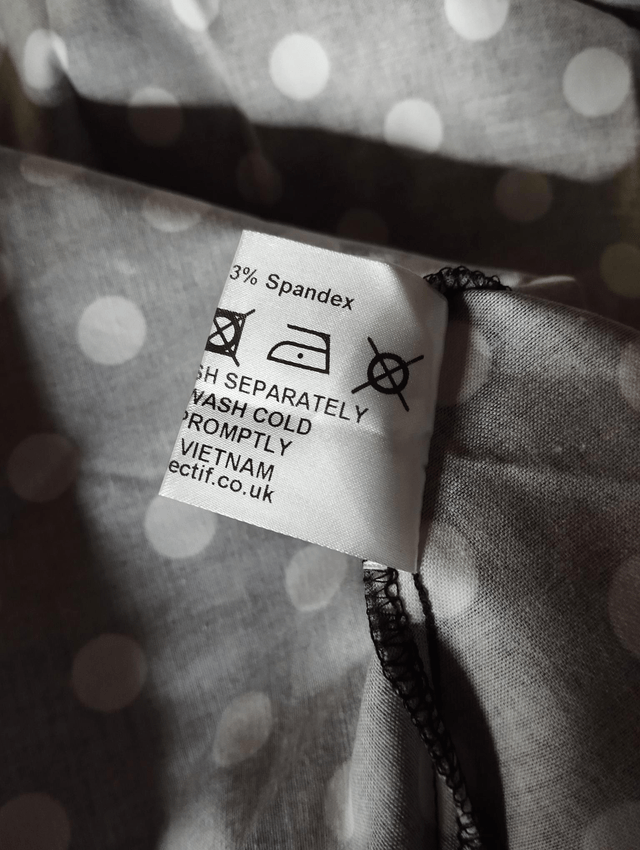 3% Spandex
SH SEPARATELY
WASH COLD
PROMPTLY
VIETNAM
ectif.co.uk